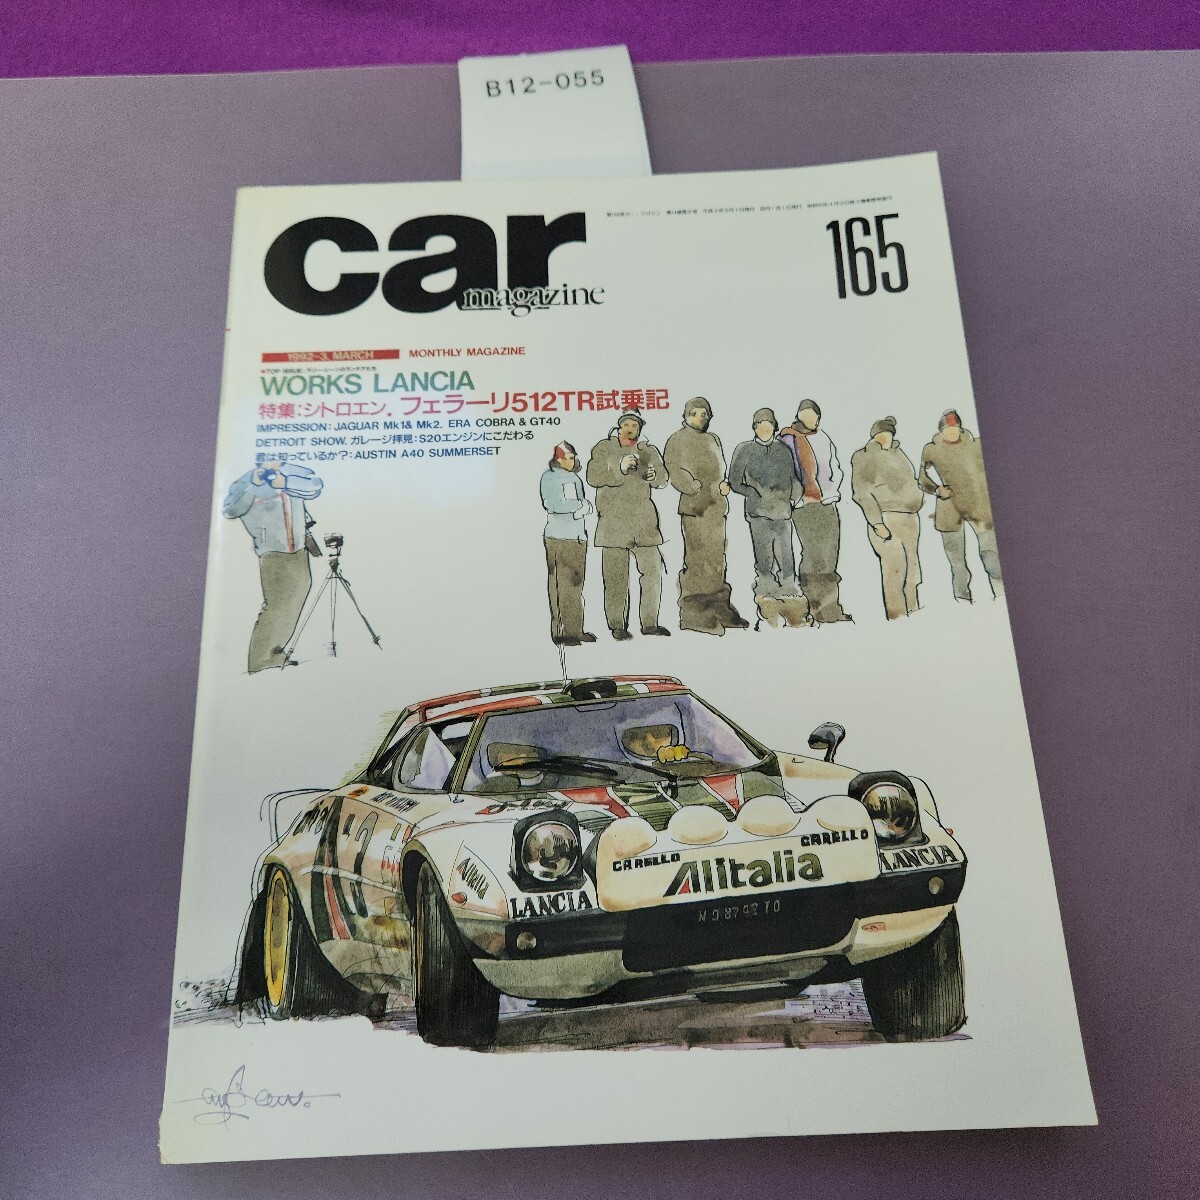 B12-055
car
magazine
165
1992-3. MARCH MONTHLY MAGAZINE
WORKS LANCIA
特集:シトロエン. フェラーリ512TR試乗記
IMPRESSION: JAGUAR Mk1& Mk2. ERA COBRA & GT40
DETROIT SHOW. ガレージ拝見:S20エンジンにこだわる
君は知っているか?:AUSTIN A40 SUMMERSET
CARELLO
CARELLO
Alitalia
Alitalia
LANCIA
LANCIA